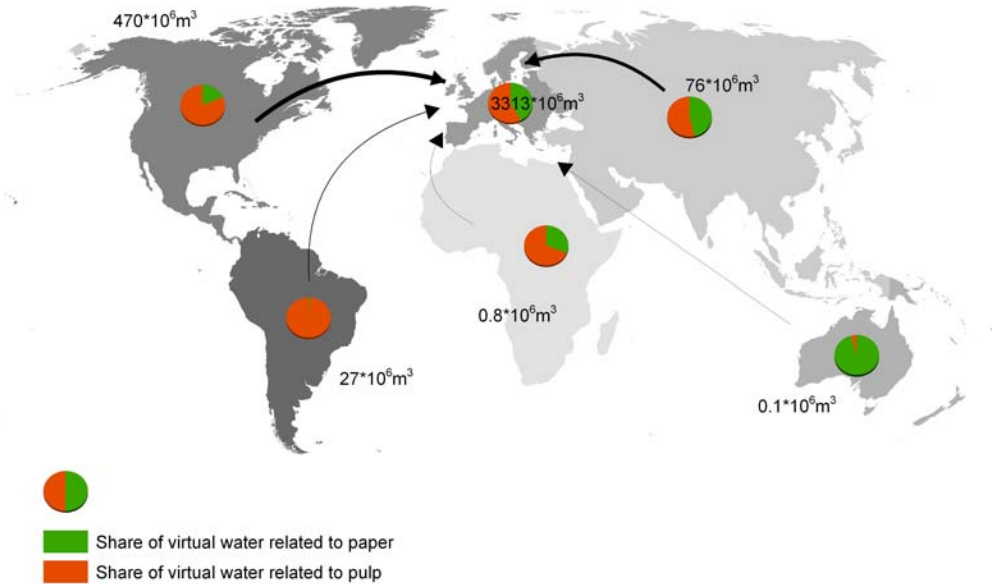 470*10⁶m³
76*10⁶m³
3313*10⁶m³
0.8*10⁶m³
27*10⁶m³
0.1*10⁶m³
Share of virtual water related to paper
Share of virtual water related to pulp